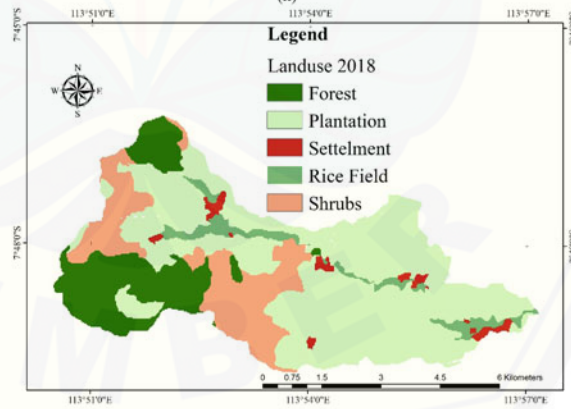 113°51'0"E 113°54'0"E 113°57'0"E
7°45'0"S
Legend
Landuse 2018
N
W E
S
Forest
Plantation
Settelment
Rice Field
Shrubs
7°48'0"S
0 0.75 1.5 3 4.5 6 Kilometers
113°51'0"E 113°54'0"E 113°57'0"E